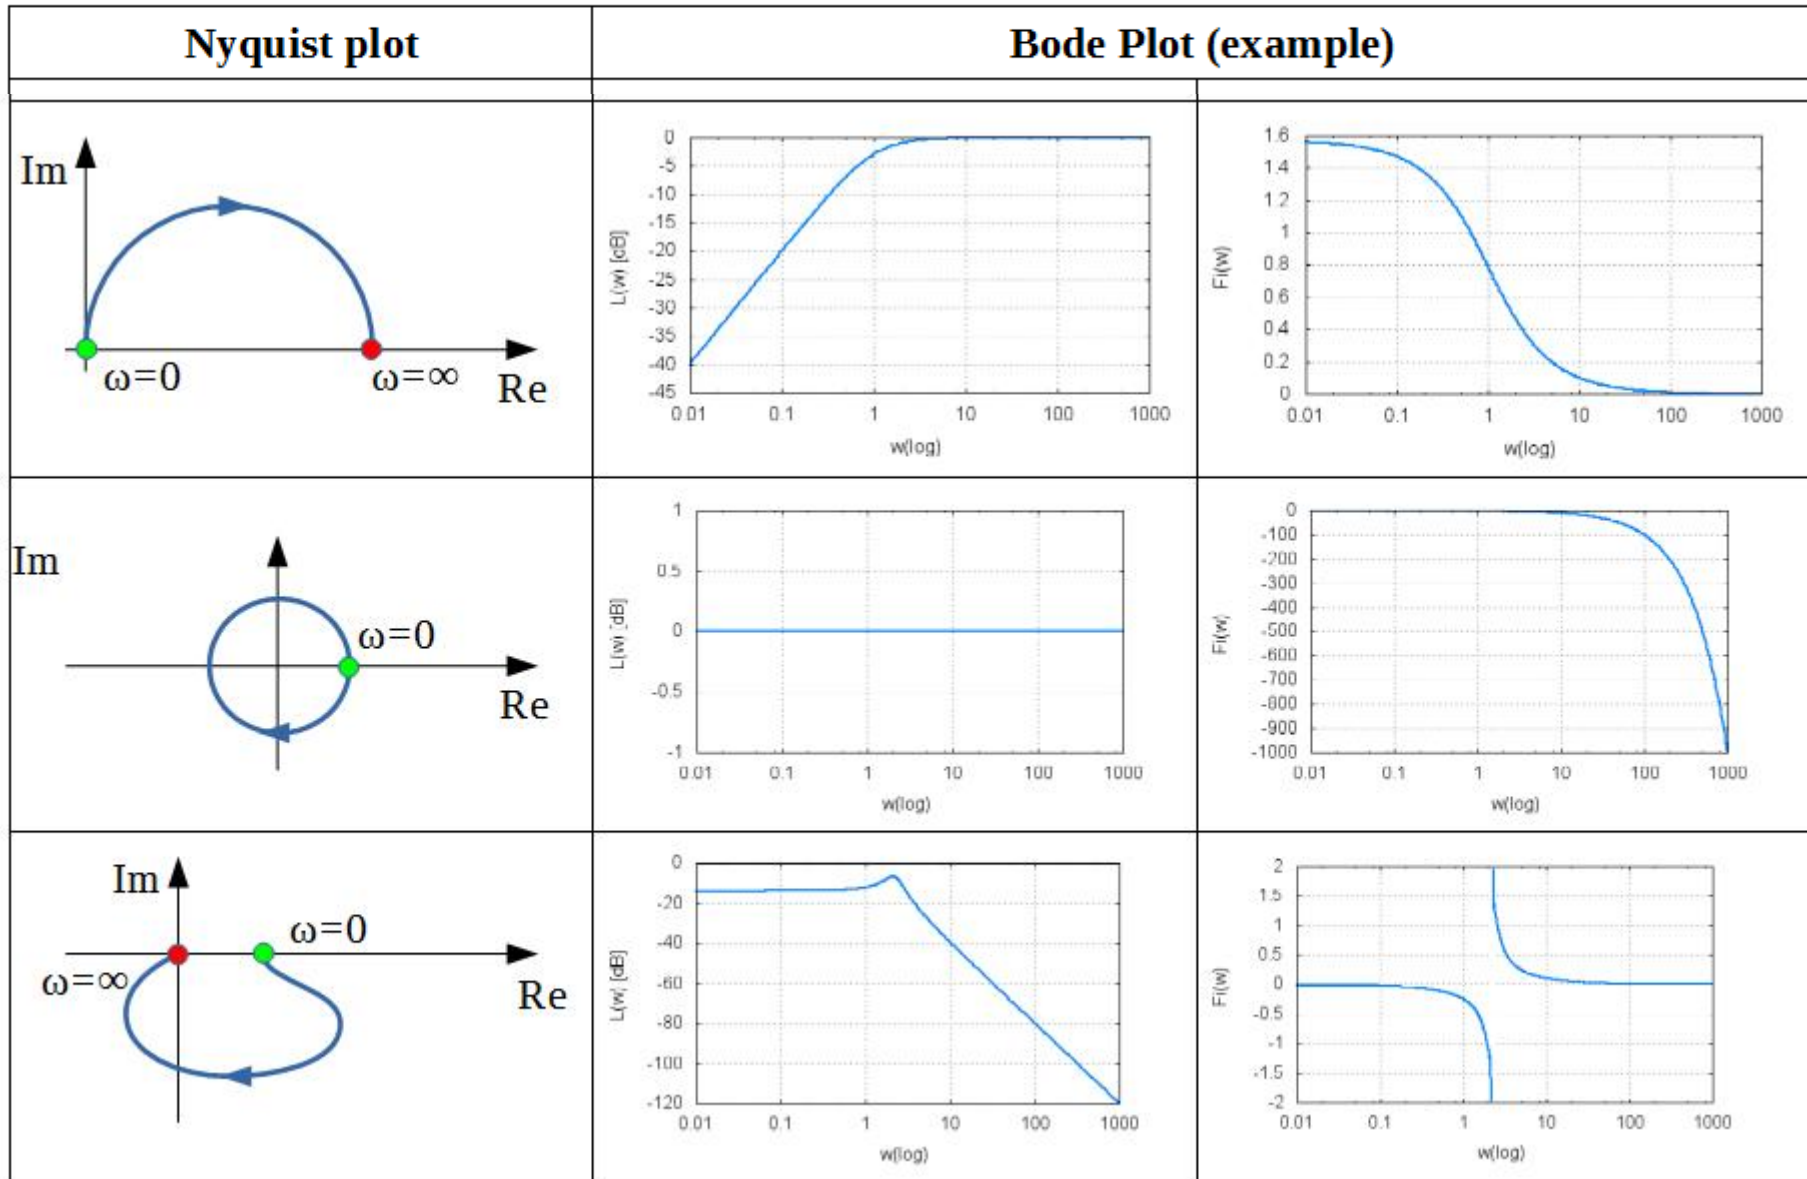 Nyquist plot
Bode Plot (example)
Im
ω=0
ω=∞
Re
0
-5
-10
-15
-20
-25
-30
-35
-40
-45
L(w) [dB]
0.01 0.1 1 10 100 1000
w(log)
1.6
1.4
1.2
1
0.8
0.6
0.4
0.2
0
Fi(w)
0.01 0.1 1 10 100 1000
w(log)
Im
ω=0
Re
1
0.5
0
-0.5
-1
L(w) [dB]
0.01 0.1 1 10 100 1000
w(log)
0
-100
-200
-300
-400
-500
-600
-700
-800
-900
-1000
Fi(w)
0.01 0.1 1 10 100 1000
w(log)
Im
ω=0
ω=∞
Re
0
-20
-40
-60
-80
-100
-120
L(w) [dB]
0.01 0.1 1 10 100 1000
w(log)
2
1.5
1
0.5
0
-0.5
-1
-1.5
-2
Fi(w)
0.01 0.1 1 10 100 1000
w(log)